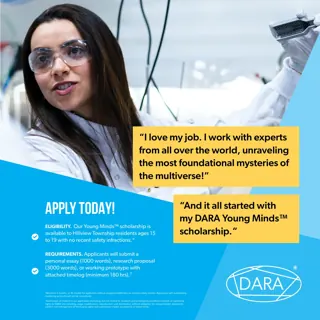 “I love my job. I work with experts
from all over the world, unraveling
the most foundational mysteries of
the multiverse!”
“And it all started with
my DARA Young Minds™
scholarship.“
APPLY TODAY!
ELIGIBILITY. Our Young Minds™ scholarship is
available to Hillview Township residents ages 13
to 19 with no recent safety infractions.
REQUIREMENTS. Applicants will submit a
personal essay (1000 words), research proposal
(3000 words), or working prototype with
attached timelog (minimum 160 hrs).
DARA
®